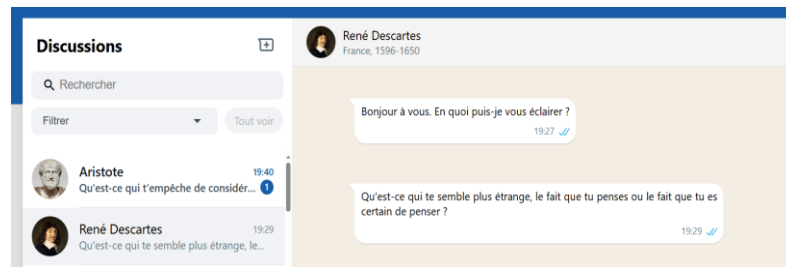 Discussions
Rechercher
Filtrer
Tout voir
Aristote
19:40
Qu'est-ce qui t'empêche de considér...
1
René Descartes
19:29
Qu'est-ce qui te semble plus étrange, le...
René Descartes
France, 1596-1650
Bonjour à vous. En quoi puis-je vous éclairer ?
19:27
Qu'est-ce qui te semble plus étrange, le fait que tu penses ou le fait que tu es
certain de penser ?
19:29